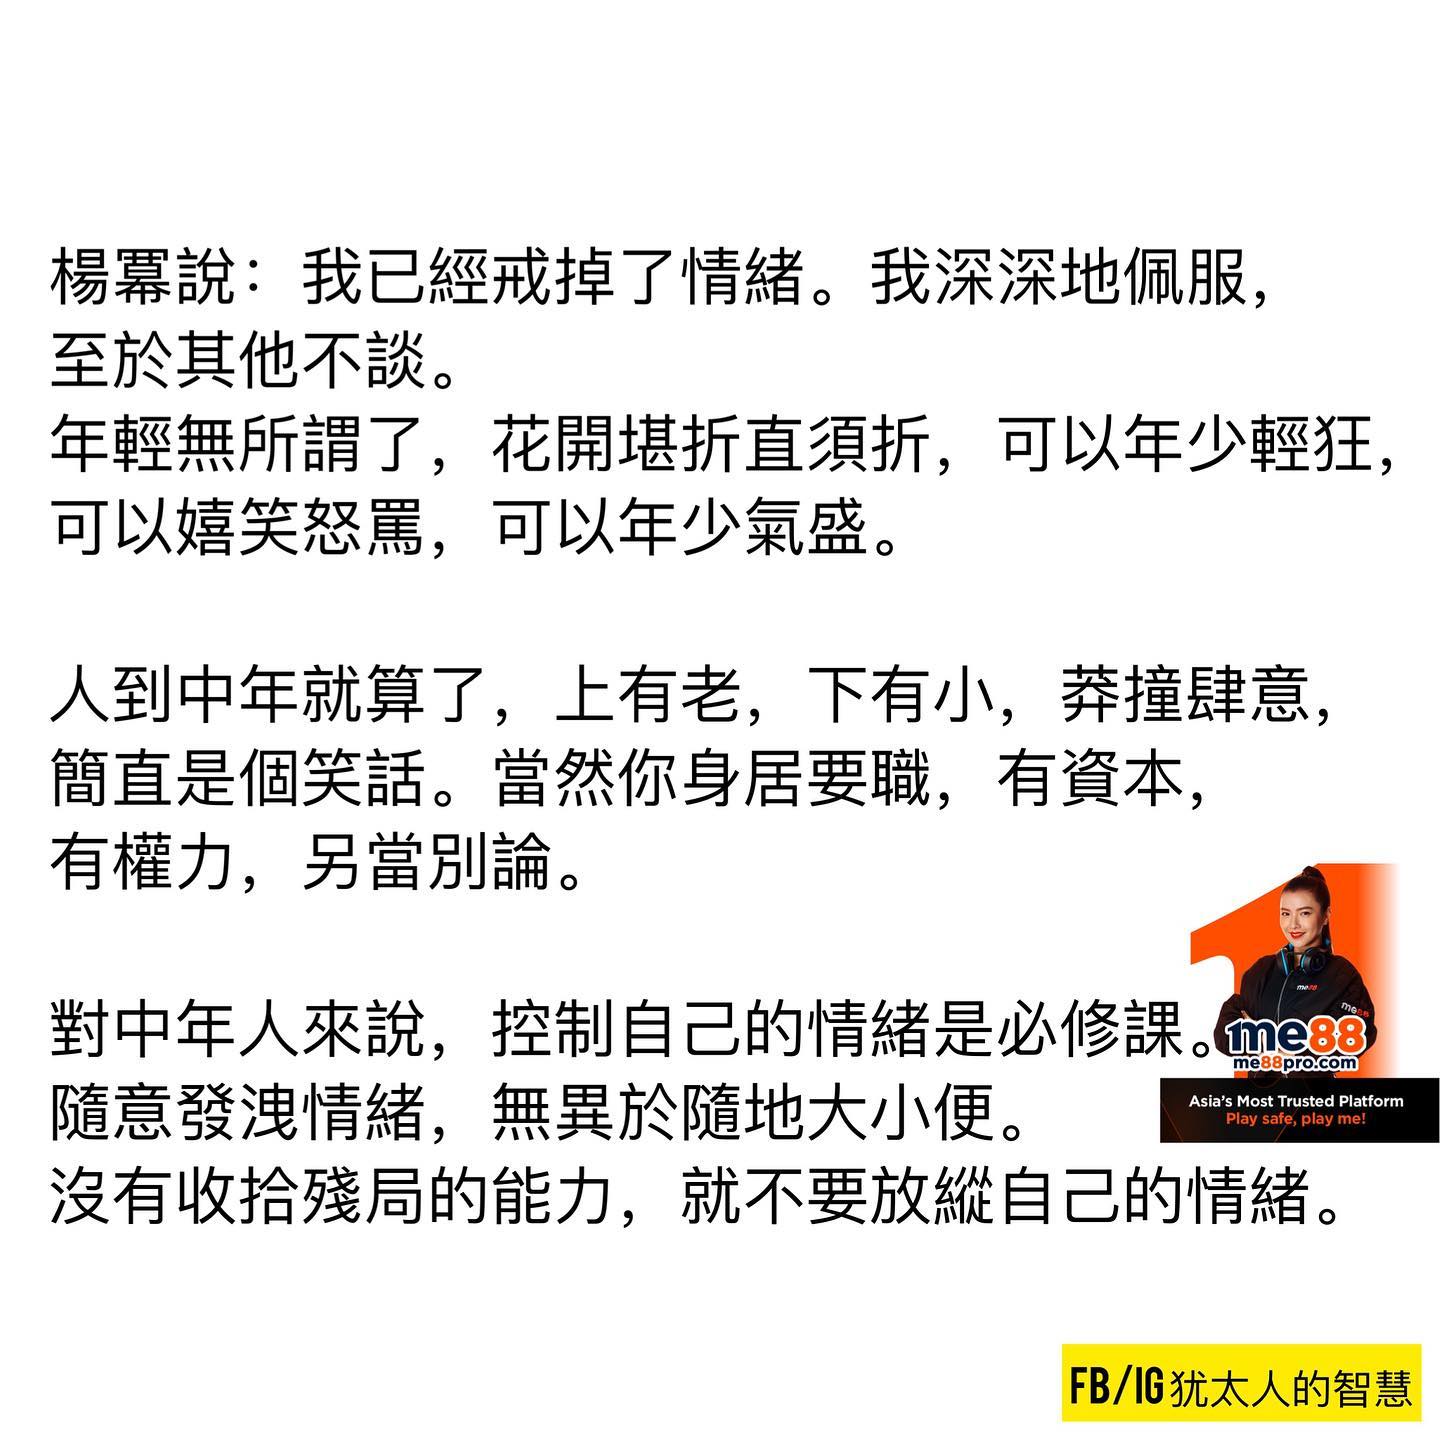 楊冪說：我已經戒掉了情緒。我深深地佩服，
至於其他不談。
年輕無所謂了，花開堪折直須折，可以年少輕狂，
可以嬉笑怒罵，可以年少氣盛。
人到中年就算了，上有老，下有小，莽撞肆意，
簡直是個笑話。當然你身居要職，有資本，
有權力，另當別論。
對中年人來說，控制自己的情緒是必修課。
隨意發洩情緒，無異於隨地大小便。
沒有收拾殘局的能力，就不要放縱自己的情緒。
1
me88
me88
me88
me88pro.com
Asia's Most Trusted Platform
Play safe, play me!
FB/IG犹太人的智慧